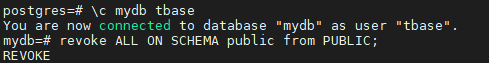 postgres=# \c mydb tbase
You are now connected to database "mydb" as user "tbase".
mydb=# revoke ALL ON SCHEMA public from PUBLIC;
REVOKE